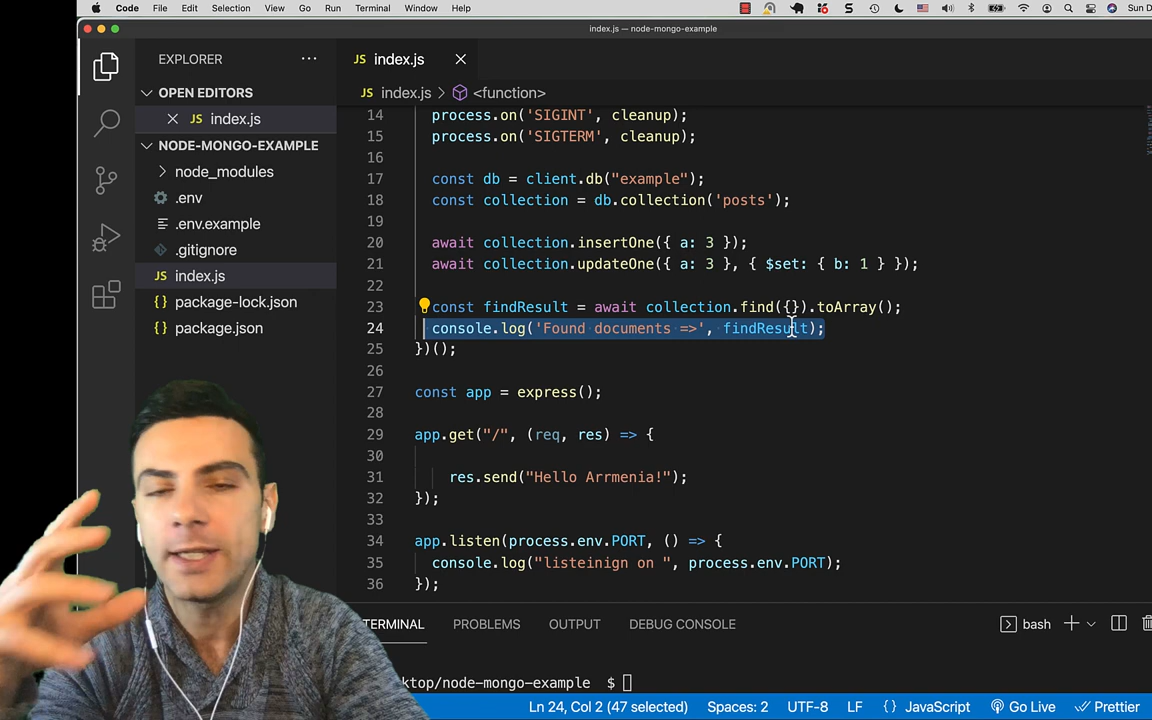 Code File Edit Selection View Go Run Terminal Window Help Sun D
index.js — node-mongo-example
EXPLORER
JS index.js
JS index.js > <function>
OPEN EDITORS
JS index.js
NODE-MONGO-EXAMPLE
node_modules
.env
.env.example
.gitignore
JS index.js
{} package-lock.json
{} package.json
14 process.on('SIGINT', cleanup);
15 process.on('SIGTERM', cleanup);
16
17 const db = client.db("example");
18 const collection = db.collection('posts');
19
20 await collection.insertOne({ a: 3 });
21 await collection.updateOne({ a: 3 }, { $set: { b: 1 } });
22
23 const findResult = await collection.find({}).toArray();
24 console.log('Found documents =>', findResult);
25 })();
26
27 const app = express();
28
29 app.get("/", (req, res) => {
30
31 res.send("Hello Arrmenia!");
32 });
33
34 app.listen(process.env.PORT, () => {
35 console.log("listeinign on ", process.env.PORT);
36 });
TERMINAL PROBLEMS OUTPUT DEBUG CONSOLE bash
ktop/node-mongo-example $
Ln 24, Col 2 (47 selected) Spaces: 2 UTF-8 LF {} JavaScript Go Live Prettier